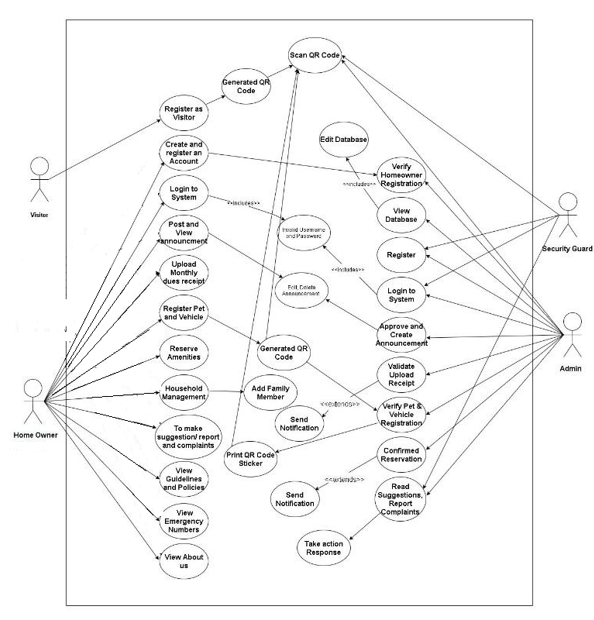 Scan QR Code
Generated QR
Code
Register as
Visitor
Edit Database
Create and
register an
Account
Verify
Homeowner
Registration
<<includes>>
Login to
System
<<includes>>
View
Database
Visitor
Post and
View
announcment
Invalid Username
and Password
Security Guard
Register
Upload
Monthly
dues receipt
<<includes>>
Edit, Delete
Announcement
Login to
System
Register Pet
and Vehicle
Approve and
Create
Announcement
Admin
Reserve
Amenities
Generated QR
Code
Validate
Upload
Receipt
Household
Management
Add Family
Member
<<extends>>
Verify Pet &
Vehicle
Registration
Home Owner
To make
suggestion/ report
and complaints
Send
Notification
Print QR Code
Sticker
Confirmed
Reservation
View
Guidelines
and Policies
<<extends>>
Send
Notification
Read
Suggestions,
Report
Complaints
View
Emergency
Numbers
Take action
Response
View About
us